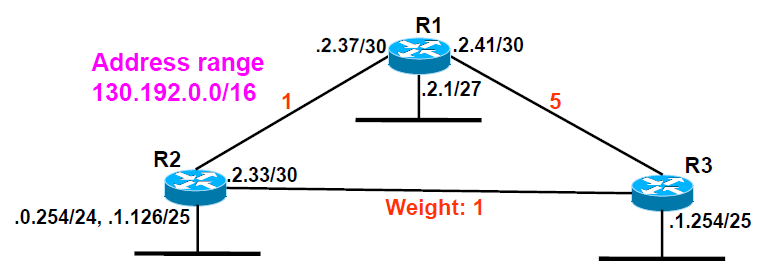 R1
.2.37/30
.2.41/30
Address range
130.192.0.0/16
.2.1/27
1
5
R2
.2.33/30
R3
Weight: 1
.0.254/24, .1.126/25
.1.254/25